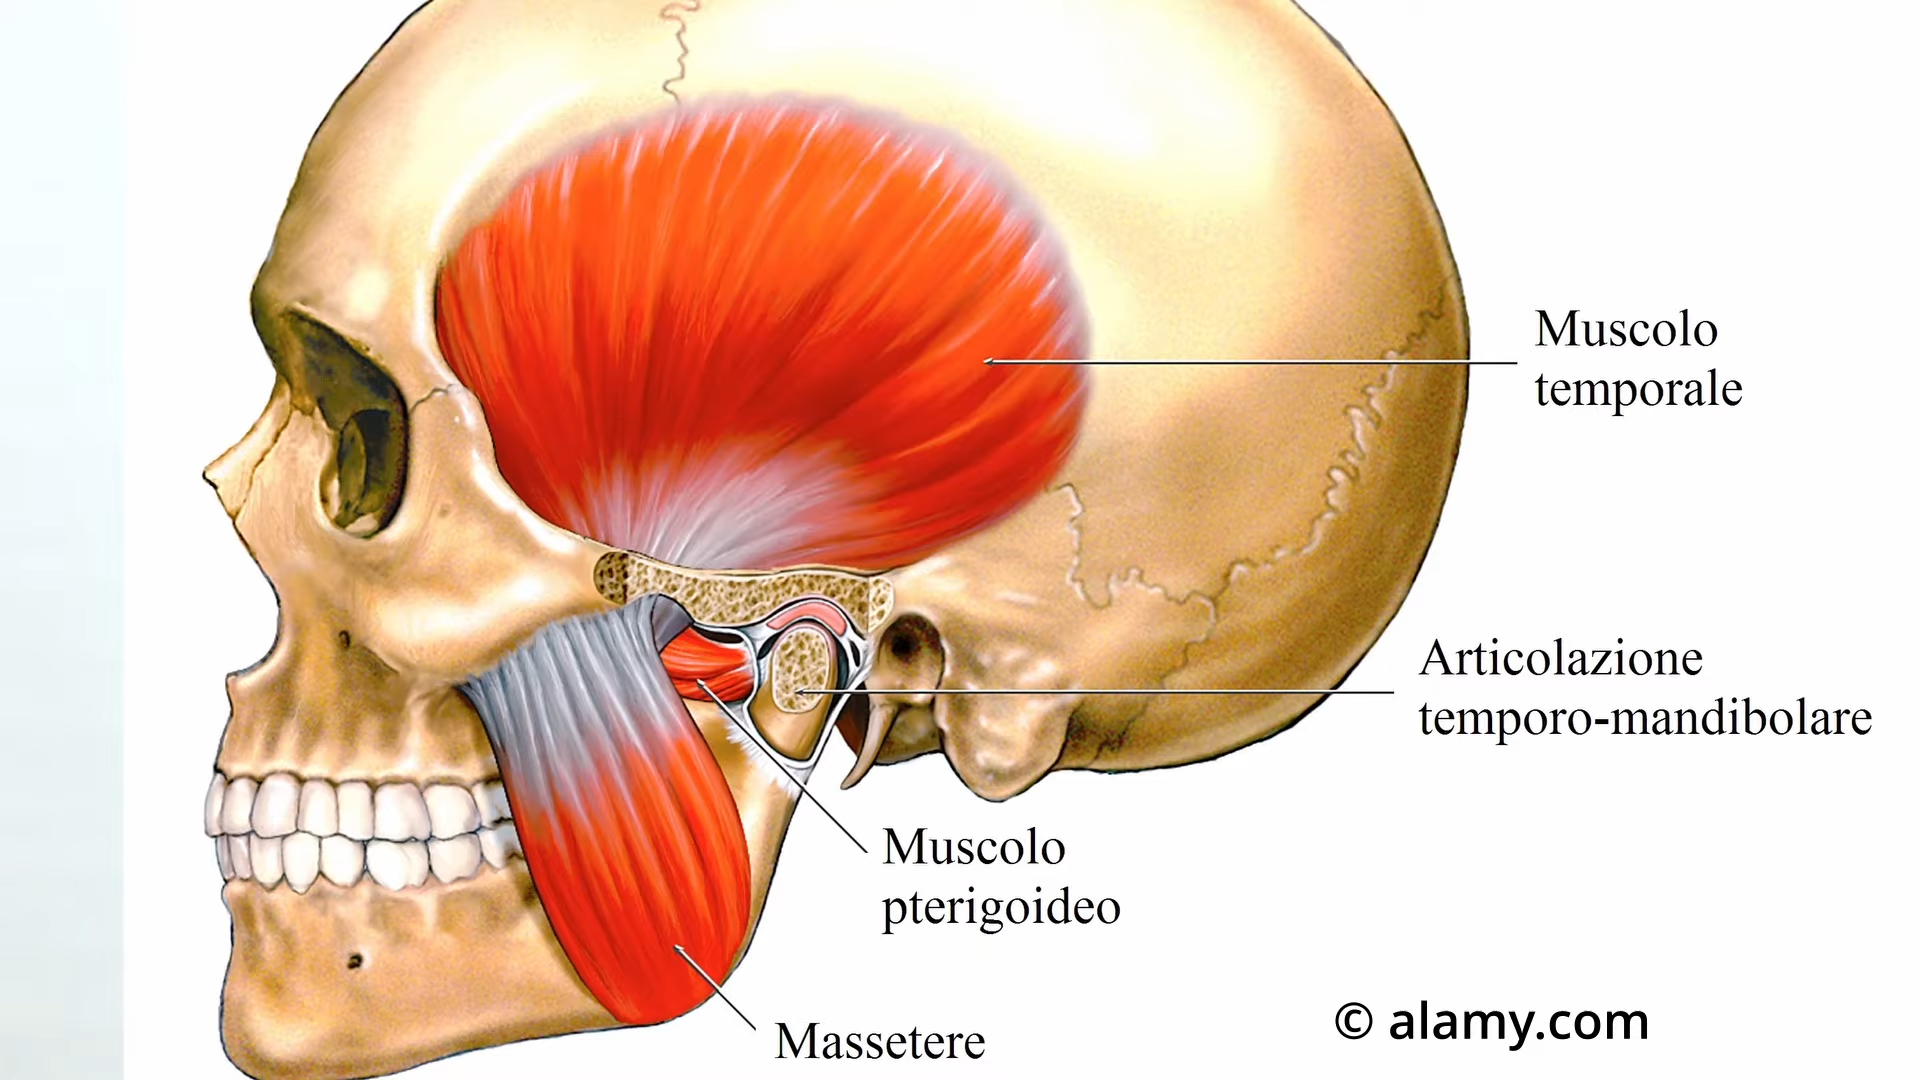 Muscolo
temporale
Articolazione
temporo-mandibolare
Muscolo
pterigoideo
Massetere
© alamy.com